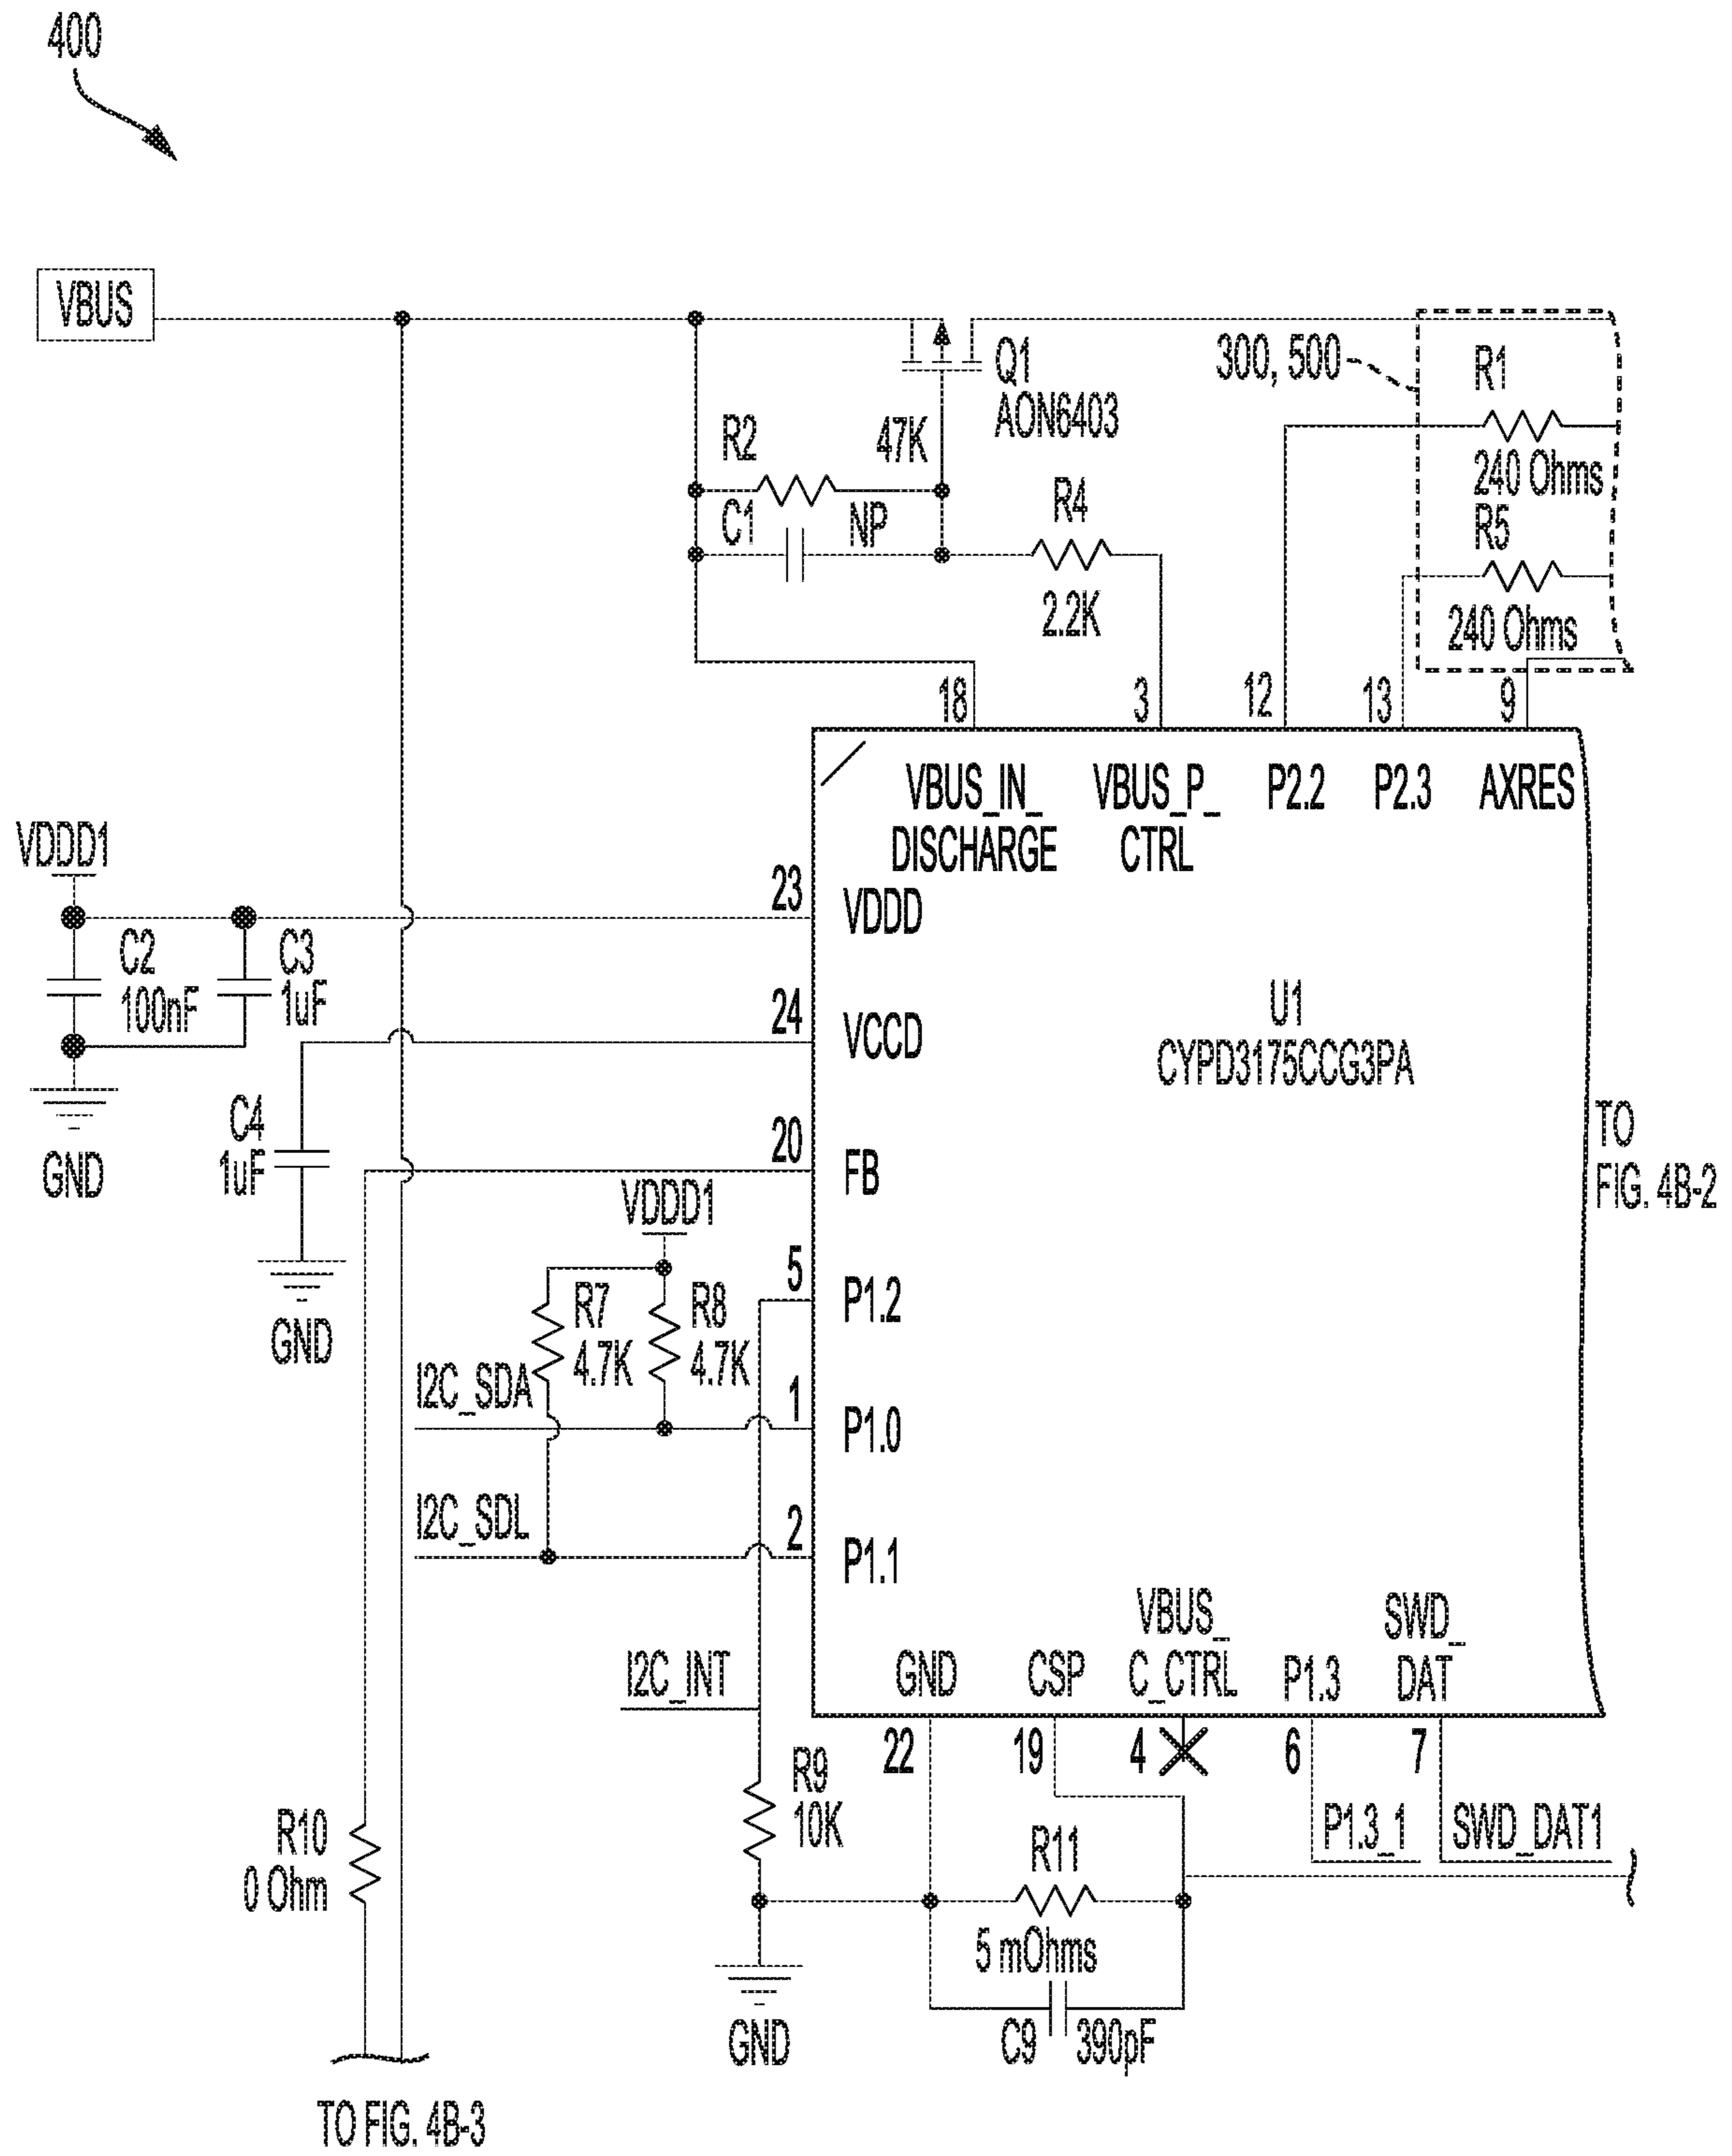 400
VBUS
300, 500
R1
240 Ohms
R5
240 Ohms
Q1
AON6403
R2
47K
C1
NP
R4
2.2K
18
3
12
13
9
VBUS_IN_
DISCHARGE
VBUS_P_
CTRL
P2.2
P2.3
AXRES
VDDD1
23
VDDD
C2
100nF
C3
1uF
24
VCCD
U1
CYPD3175CCG3PA
GND
C4
1uF
20
FB
TO
FIG. 4B-2
GND
VDDD1
5
P1.2
R7
4.7K
R8
4.7K
I2C_SDA
1
P1.0
I2C_SDL
2
P1.1
I2C_INT
GND
CSP
VBUS_
C_CTRL
P1.3
SWD_
DAT
22
19
4
6
7
R9
10K
P1.3_1
SWD_DAT1
R10
0 Ohm
R11
5 mOhms
GND
C9
390pF
TO FIG. 4B-3